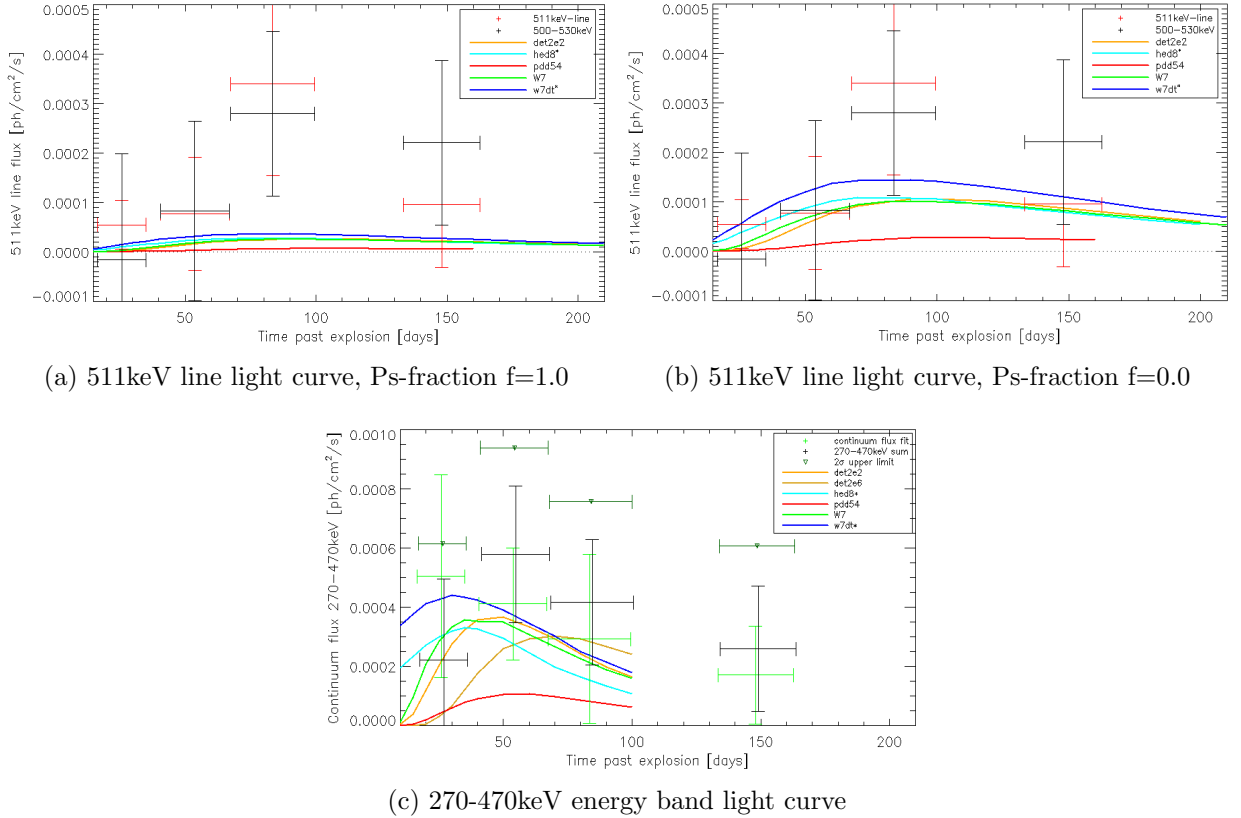 0.0005
0.0004
0.0003
0.0002
0.0001
0.0000
−0.0001
511keV line flux [ph/cm²/s]
511keV−line
500−530keV
det2e2
hed8*
pdd54
W7
w7dt*
50
100
150
200
Time past explosion [days]
(a) 511keV line light curve, Ps-fraction f=1.0
0.0005
0.0004
0.0003
0.0002
0.0001
0.0000
−0.0001
511keV line flux [ph/cm²/s]
511keV−line
500−530keV
det2e2
hed8*
pdd54
W7
w7dt*
50
100
150
200
Time past explosion [days]
(b) 511keV line light curve, Ps-fraction f=0.0
0.0010
0.0008
0.0006
0.0004
0.0002
0.0000
Continuum flux 270−470keV [ph/cm²/s]
continuum flux fit
270−470keV sum
2σ upper limit
det2e2
det2e6
hed8*
pdd54
W7
w7dt*
50
100
150
200
Time past explosion [days]
(c) 270-470keV energy band light curve